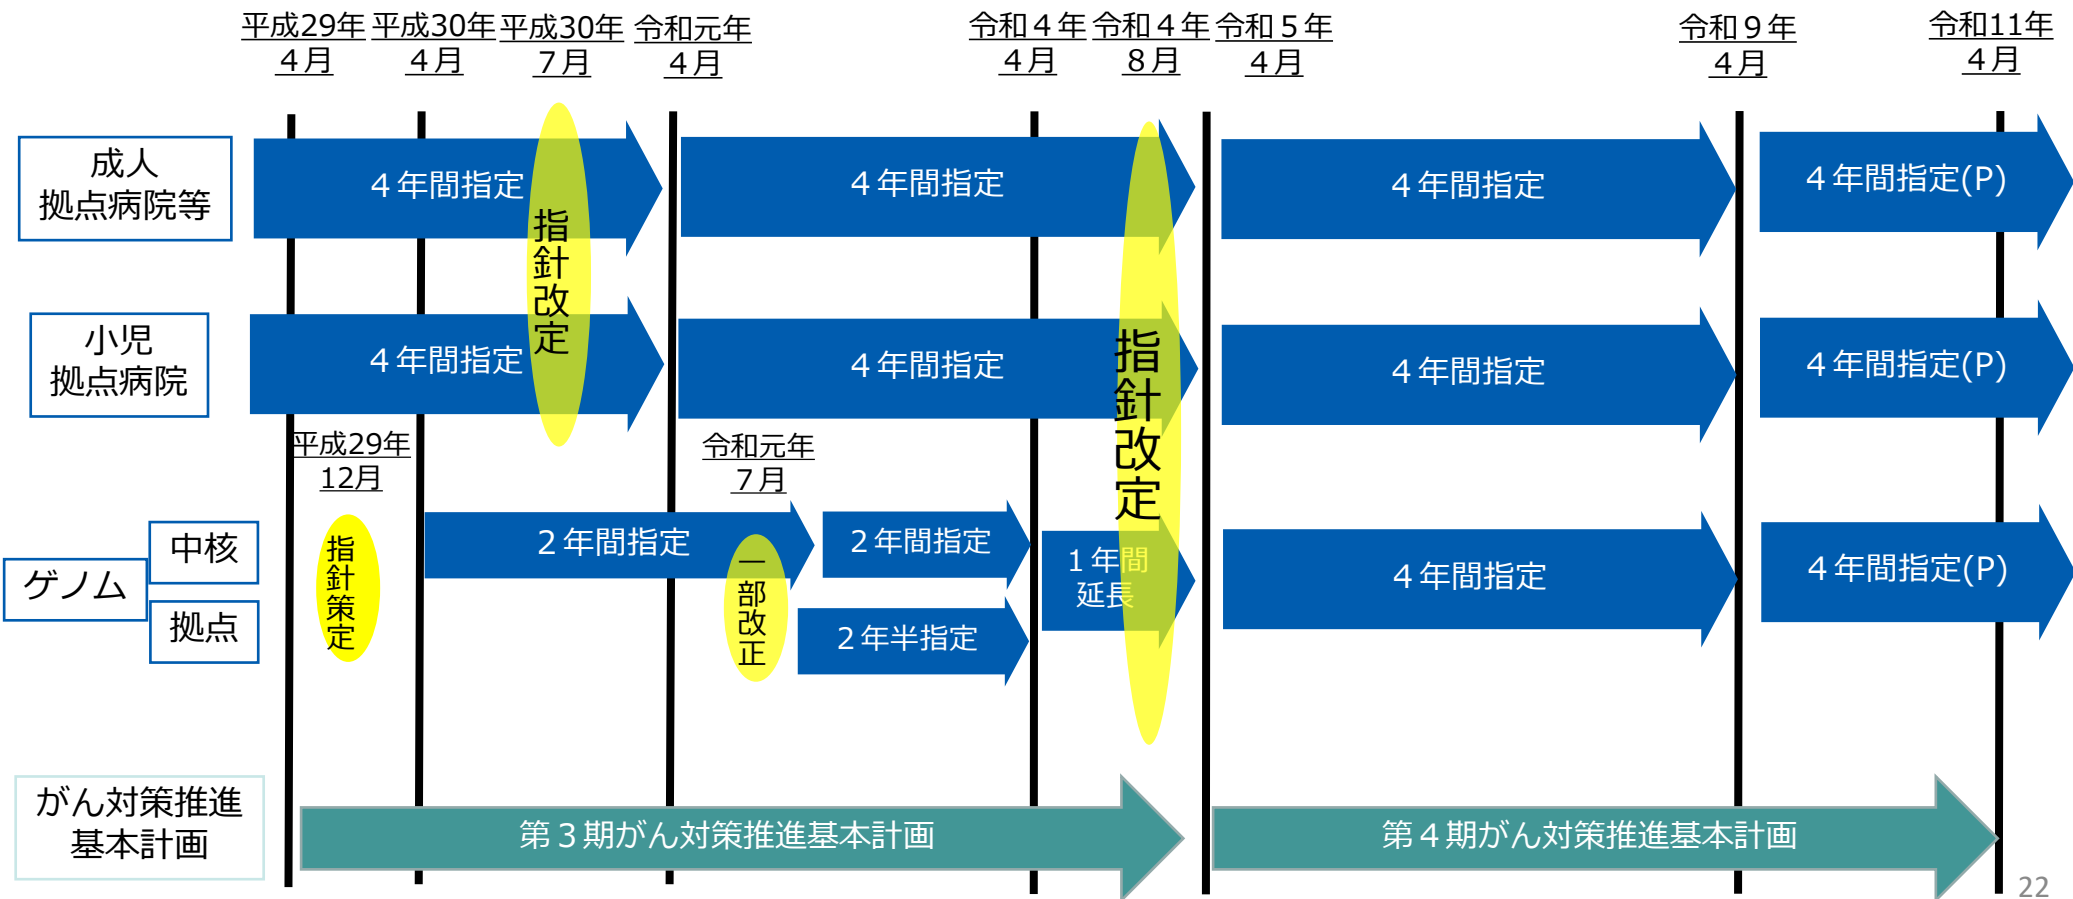 平成29年
４月
平成30年
４月
平成30年
７月
令和元年
４月
令和４年
４月
令和４年
８月
令和５年
４月
令和９年
４月
令和11年
４月
成人
拠点病院等
４年間指定
４年間指定
４年間指定
４年間指定(P)
指針改定
小児
拠点病院
４年間指定
４年間指定
４年間指定
４年間指定(P)
指針改定
平成29年
12月
令和元年
７月
ゲノム
中核
拠点
指針策定
２年間指定
一部改正
２年間指定
２年半指定
１年間
延長
４年間指定
４年間指定(P)
がん対策推進
基本計画
第３期がん対策推進基本計画
第４期がん対策推進基本計画
22